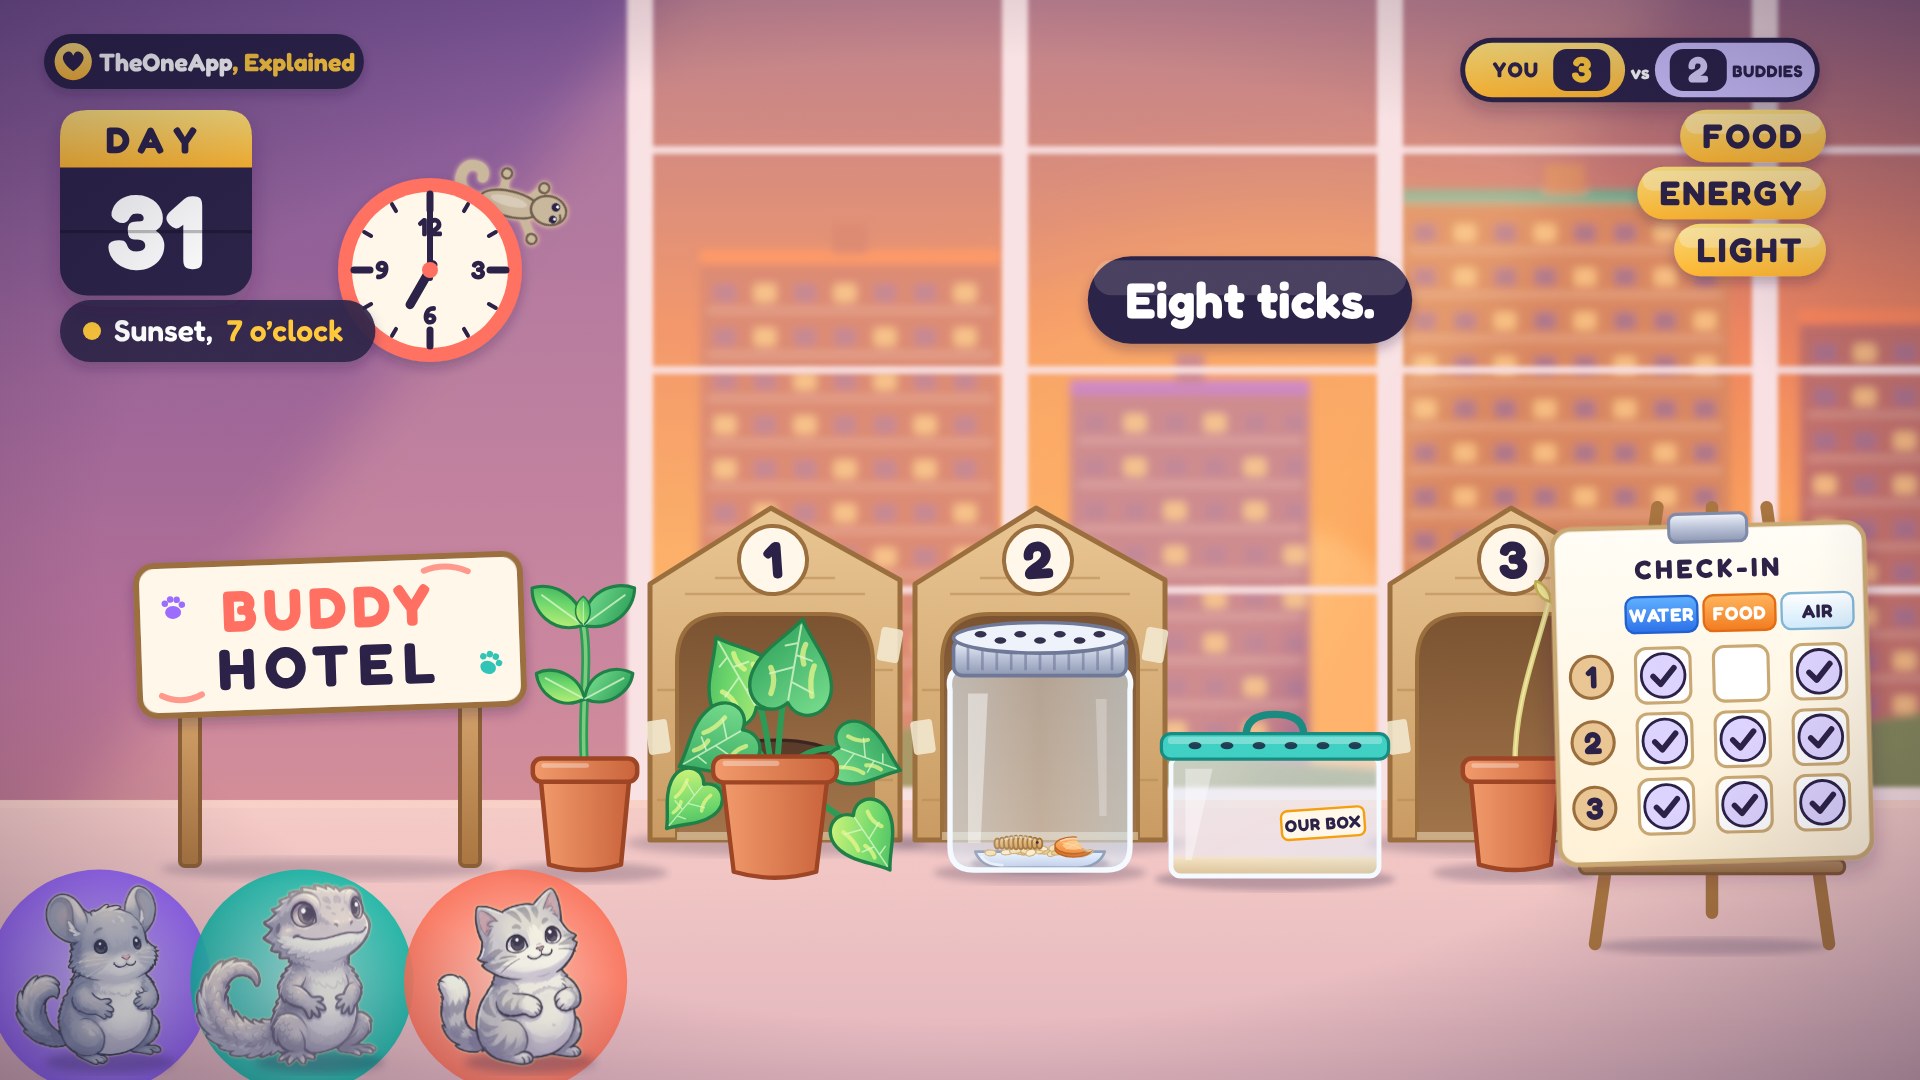 TheOneApp, Explained
DAY
31
Sunset, 7 o'clock
12
3
6
9
YOU 3 vs 2 BUDDIES
FOOD
ENERGY
LIGHT
Eight ticks.
BUDDY
HOTEL
1
2
3
OUR BOX
CHECK-IN
WATER FOOD AIR
1
2
3